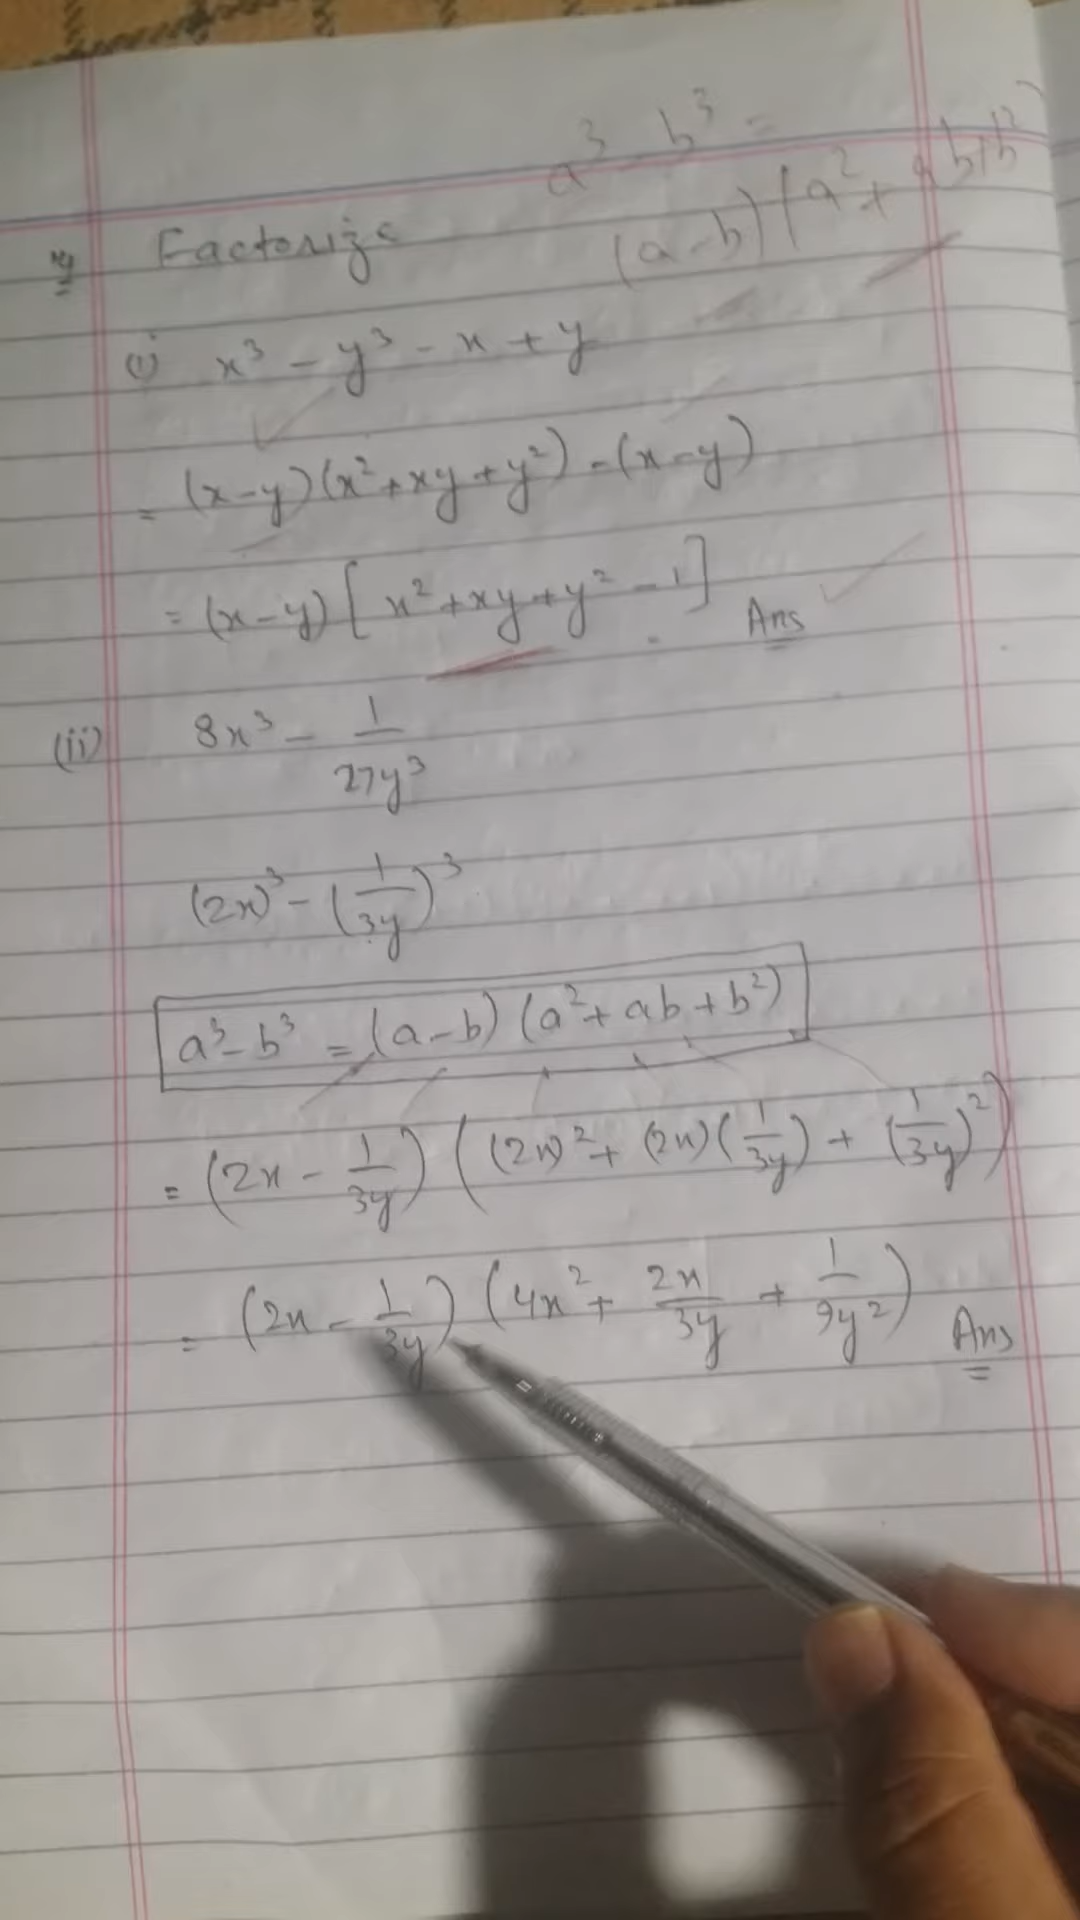 a³ - b³ =
(a-b)(a²+ab+b²)
Factorize
(i) x³ - y³ - x + y
= (x-y)(x²+xy+y²) - (x-y)
= (x-y)[x²+xy+y² - 1] Ans
(ii) 8x³ - 1/27y³
(2x)³ - (1/3y)³
a³-b³ = (a-b)(a²+ab+b²)
= (2x - 1/3y)((2x)²+(2x)(1/3y) + (1/3y)²)
= (2x - 1/3y)(4x²+ 2x/3y + 1/9y²) Ans